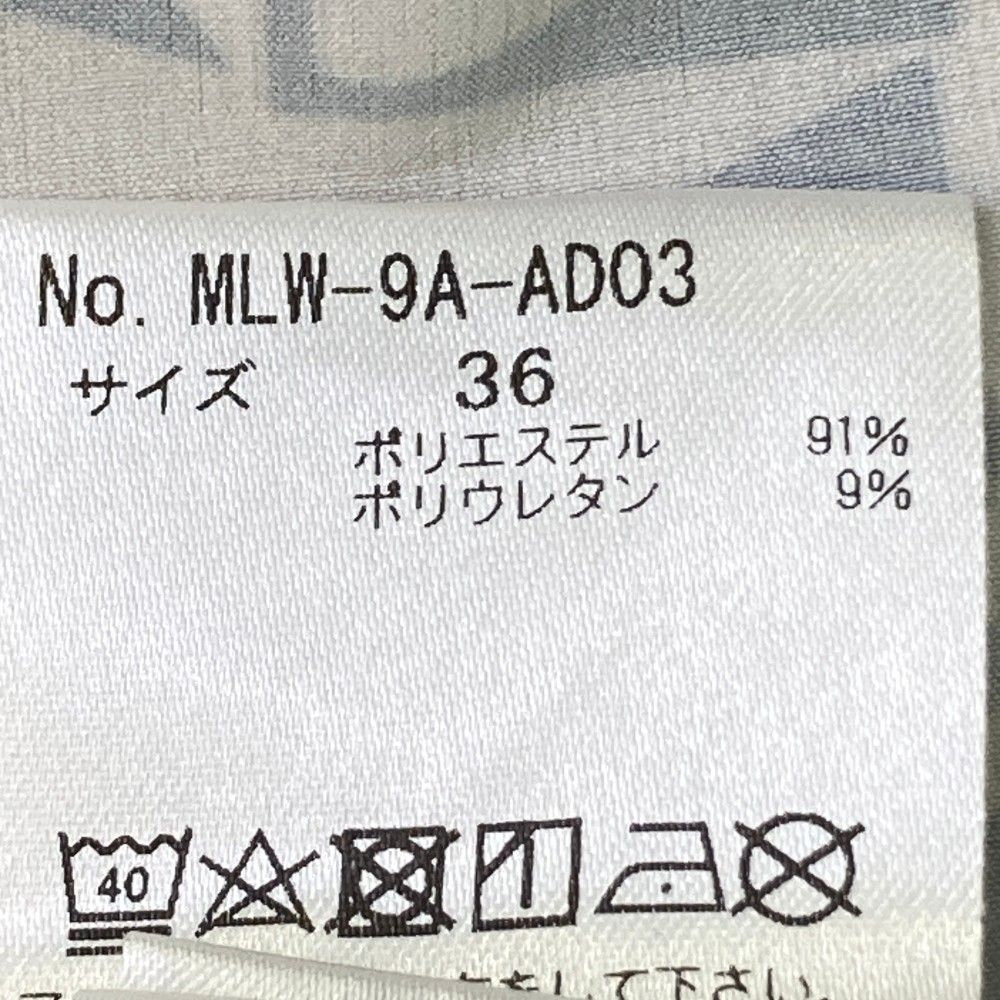 No. MLW-9A-AD03
サイズ 36
ポリエステル 91%
ポリウレタン 9%
40
をして下さい。